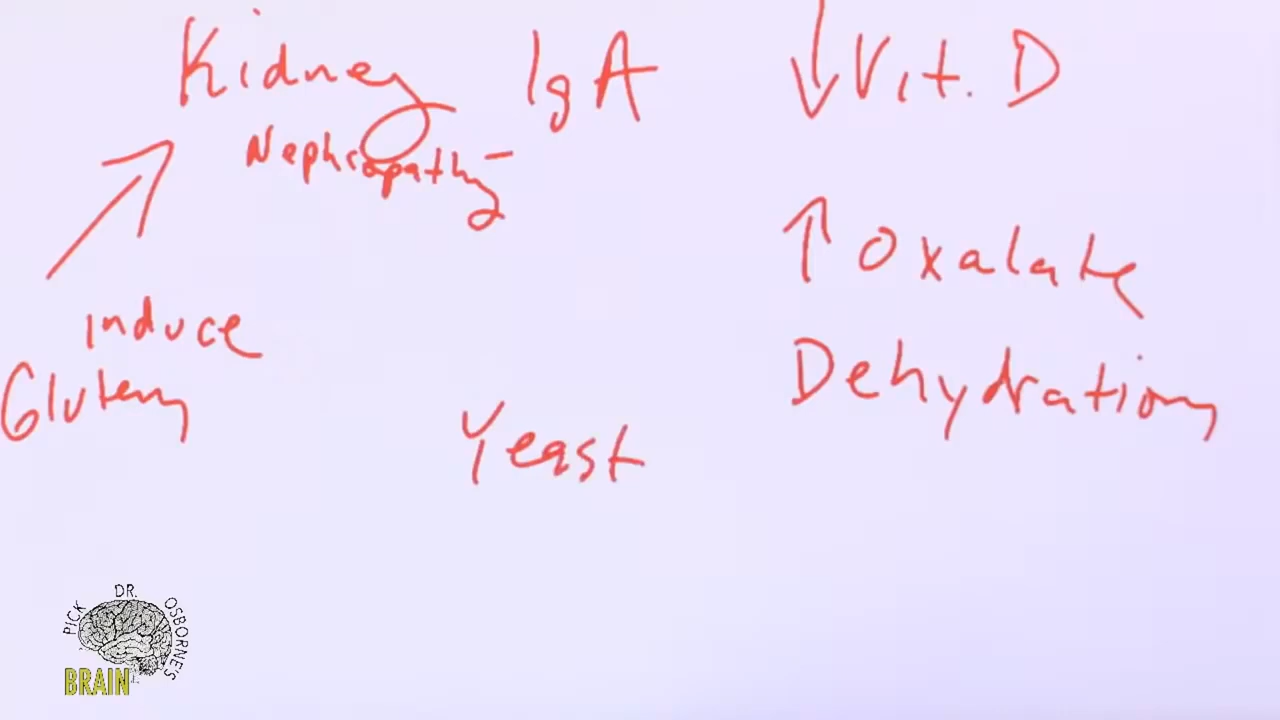 Kidney IgA ↓Vit. D
Nephropathy
↑ Oxalate
induce
Gluten
Dehydration
Yeast
PICK DR. OSBORNE'S
BRAIN